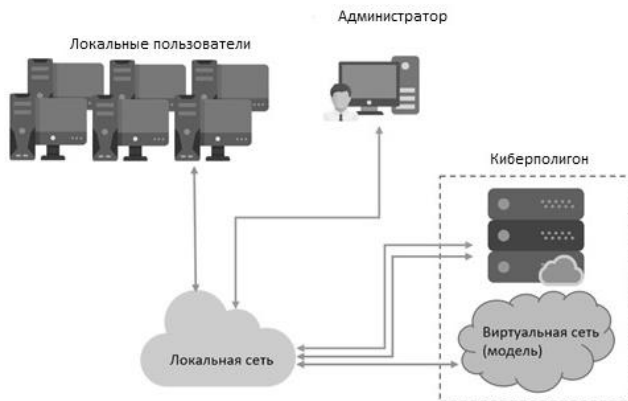 Администратор
Локальные пользователи
Киберполигон
Виртуальная сеть
(модель)
Локальная сеть